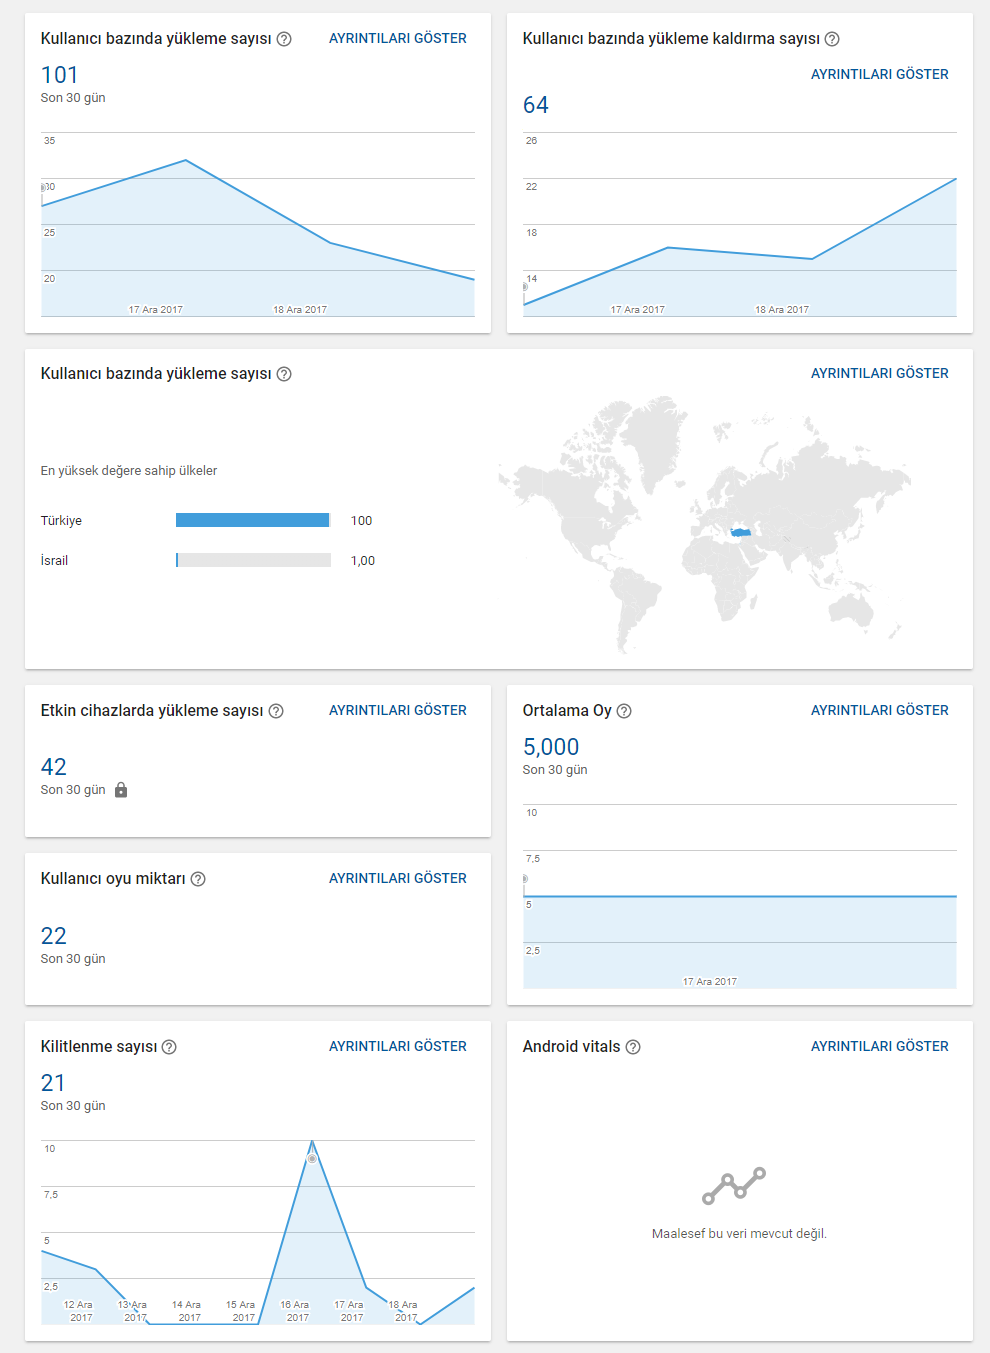 Kullanıcı bazında yükleme sayısı
AYRINTILARI GÖSTER
101
Son 30 gün
35
30
25
20
17 Ara 2017
18 Ara 2017
Kullanıcı bazında yükleme kaldırma sayısı
AYRINTILARI GÖSTER
64
26
22
18
14
17 Ara 2017
18 Ara 2017
Kullanıcı bazında yükleme sayısı
AYRINTILARI GÖSTER
En yüksek değere sahip ülkeler
Türkiye 100
İsrail 1,00
Etkin cihazlarda yükleme sayısı
AYRINTILARI GÖSTER
42
Son 30 gün
Ortalama Oy
AYRINTILARI GÖSTER
5,000
Son 30 gün
10
7,5
5
2,5
17 Ara 2017
Kullanıcı oyu miktarı
AYRINTILARI GÖSTER
22
Son 30 gün
Kilitlenme sayısı
AYRINTILARI GÖSTER
21
Son 30 gün
10
7,5
5
2,5
12 Ara 2017
13 Ara 2017
14 Ara 2017
15 Ara 2017
16 Ara 2017
17 Ara 2017
18 Ara 2017
Android vitals
AYRINTILARI GÖSTER
Maalesef bu veri mevcut değil.